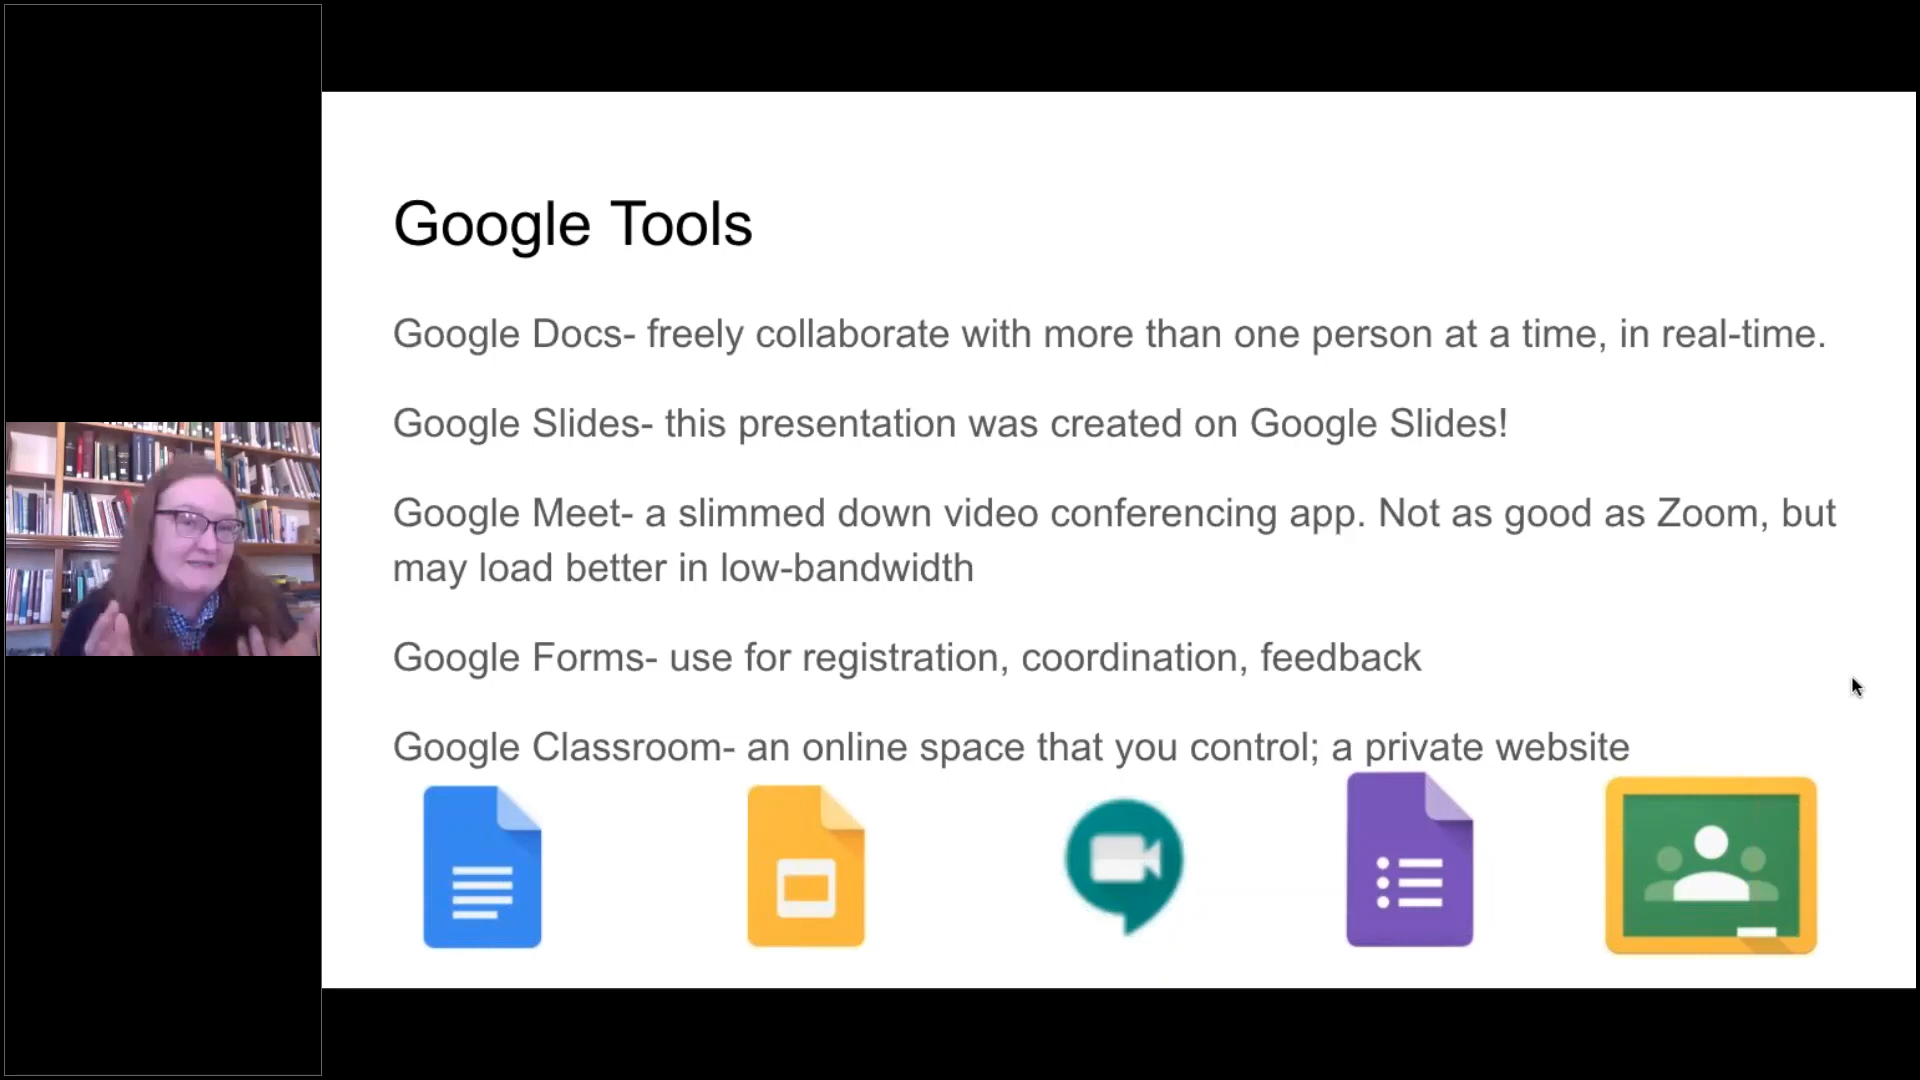 Google Tools
Google Docs- freely collaborate with more than one person at a time, in real-time.
Google Slides- this presentation was created on Google Slides!
Google Meet- a slimmed down video conferencing app. Not as good as Zoom, but
may load better in low-bandwidth
Google Forms- use for registration, coordination, feedback
Google Classroom- an online space that you control; a private website